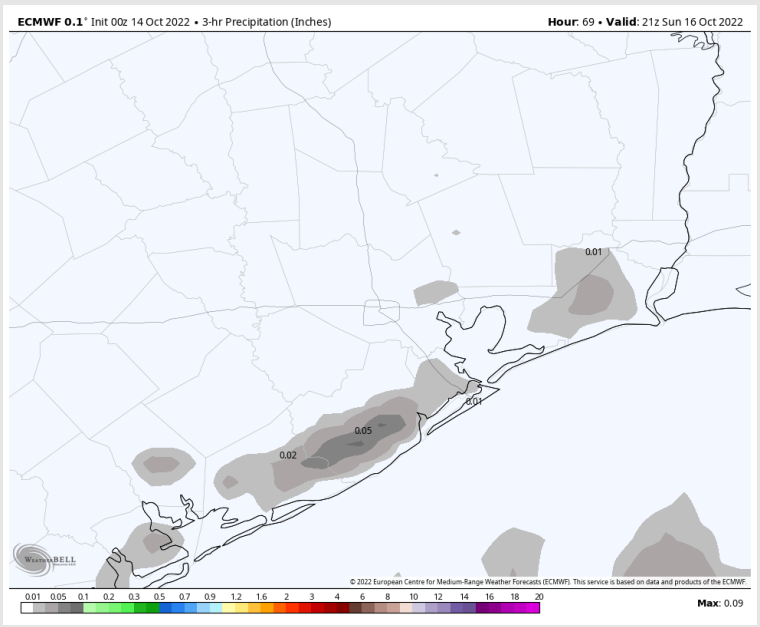 ECMWF 0.1° Init 00z 14 Oct 2022 • 3-hr Precipitation (Inches)
Hour: 69 • Valid: 21z Sun 16 Oct 2022
0.01
0.01
0.05
0.02
WEATHERBELL
© 2022 European Centre for Medium-Range Weather Forecasts (ECMWF). This service is based on data and products of the ECMWF.
0.01 0.05 0.1 0.2 0.3 0.5 0.7 0.9 1.2 1.6 2 3 4 6 8 10 12 14 16 18 20
Max: 0.09